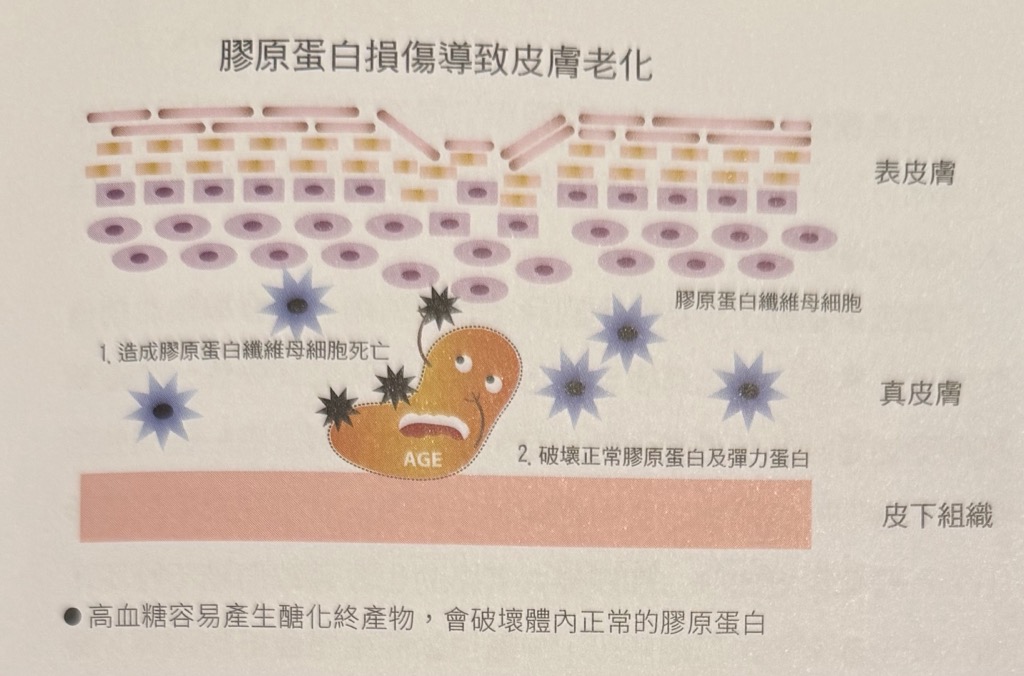 膠原蛋白損傷導致皮膚老化
表皮膚
膠原蛋白纖維母細胞
1. 造成膠原蛋白纖維母細胞死亡
真皮膚
AGE
2. 破壞正常膠原蛋白及彈力蛋白
皮下組織
●高血糖容易產生醣化終產物，會破壞體內正常的膠原蛋白